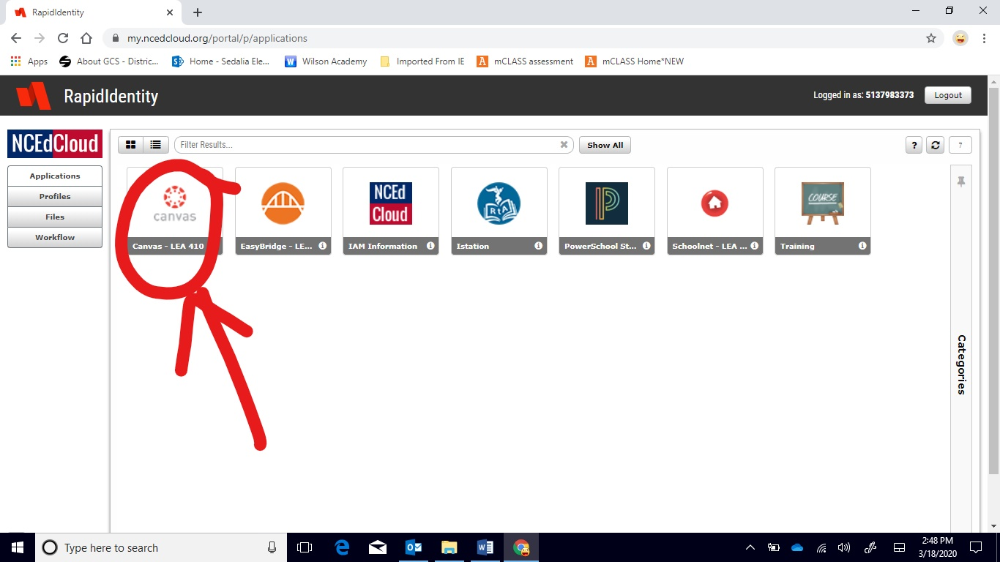 RapidIdentity
my.ncedcloud.org/portal/p/applications
Apps About GCS - Distric... Home - Sedalia Ele... Wilson Academy Imported From IE mCLASS assessment mCLASS Home*NEW
RapidIdentity Logged in as: 5137983373 Logout
NCEdCloud
Applications
Profiles
Files
Workflow
Filter Results... Show All ? 7
canvas
Canvas - LEA 410
EasyBridge - LE...
NCEd
Cloud
IAM Information
RtA
Istation
PowerSchool St...
Schoolnet - LEA ...
COURSE
Training
Categories
Type here to search
2:48 PM
3/18/2020